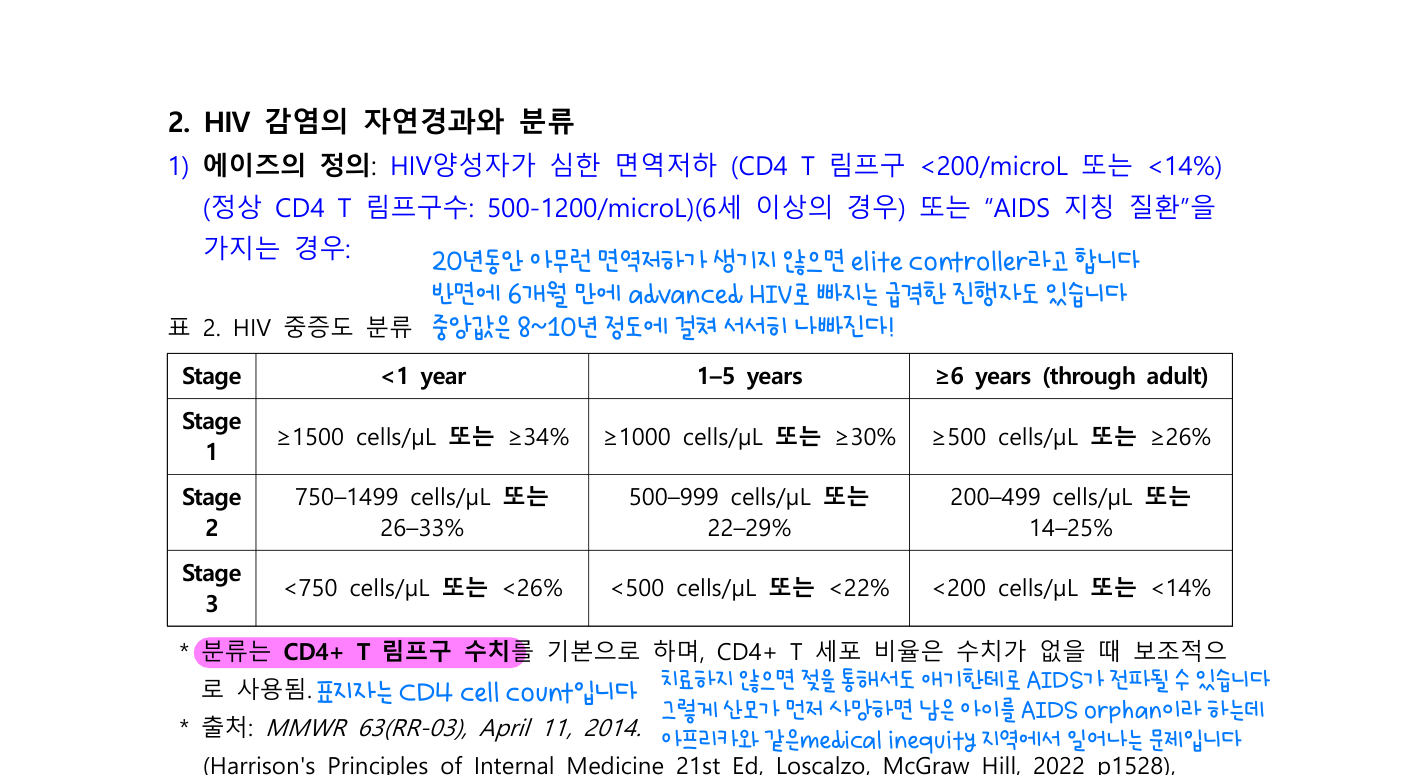 2. HIV 감염의 자연경과와 분류
1) 에이즈의 정의: HIV양성자가 심한 면역저하 (CD4 T 림프구 <200/microL 또는 <14%)
(정상 CD4 T 림프구수: 500-1200/microL)(6세 이상의 경우) 또는 “AIDS 지칭 질환”을
가지는 경우:
20년동안 아무런 면역저하가 생기지 않으면 elite controller라고 합니다
반면에 6개월 만에 advanced HIV로 빠지는 급격한 진행자도 있습니다
중앙값은 8~10년 정도에 걸쳐 서서히 나빠진다!
표 2. HIV 중증도 분류
Stage <1 year 1–5 years ≥6 years (through adult)
Stage 1 ≥1500 cells/μL 또는 ≥34% ≥1000 cells/μL 또는 ≥30% ≥500 cells/μL 또는 ≥26%
Stage 2 750–1499 cells/μL 또는 26–33% 500–999 cells/μL 또는 22–29% 200–499 cells/μL 또는 14–25%
Stage 3 <750 cells/μL 또는 <26% <500 cells/μL 또는 <22% <200 cells/μL 또는 <14%
* 분류는 CD4+ T 림프구 수치를 기본으로 하며, CD4+ T 세포 비율은 수치가 없을 때 보조적으
로 사용됨.
표지자는 CD4 cell count입니다
치료하지 않으면 젖을 통해서도 애기한테로 AIDS가 전파될 수 있습니다
그렇게 산모가 먼저 사망하면 남은 아이를 AIDS orphan이라 하는데
아프리카와 같은medical inequity 지역에서 일어나는 문제입니다
* 출처: MMWR 63(RR-03), April 11, 2014.
(Harrison's Principles of Internal Medicine 21st Ed, Loscalzo, McGraw Hill, 2022 p1528),